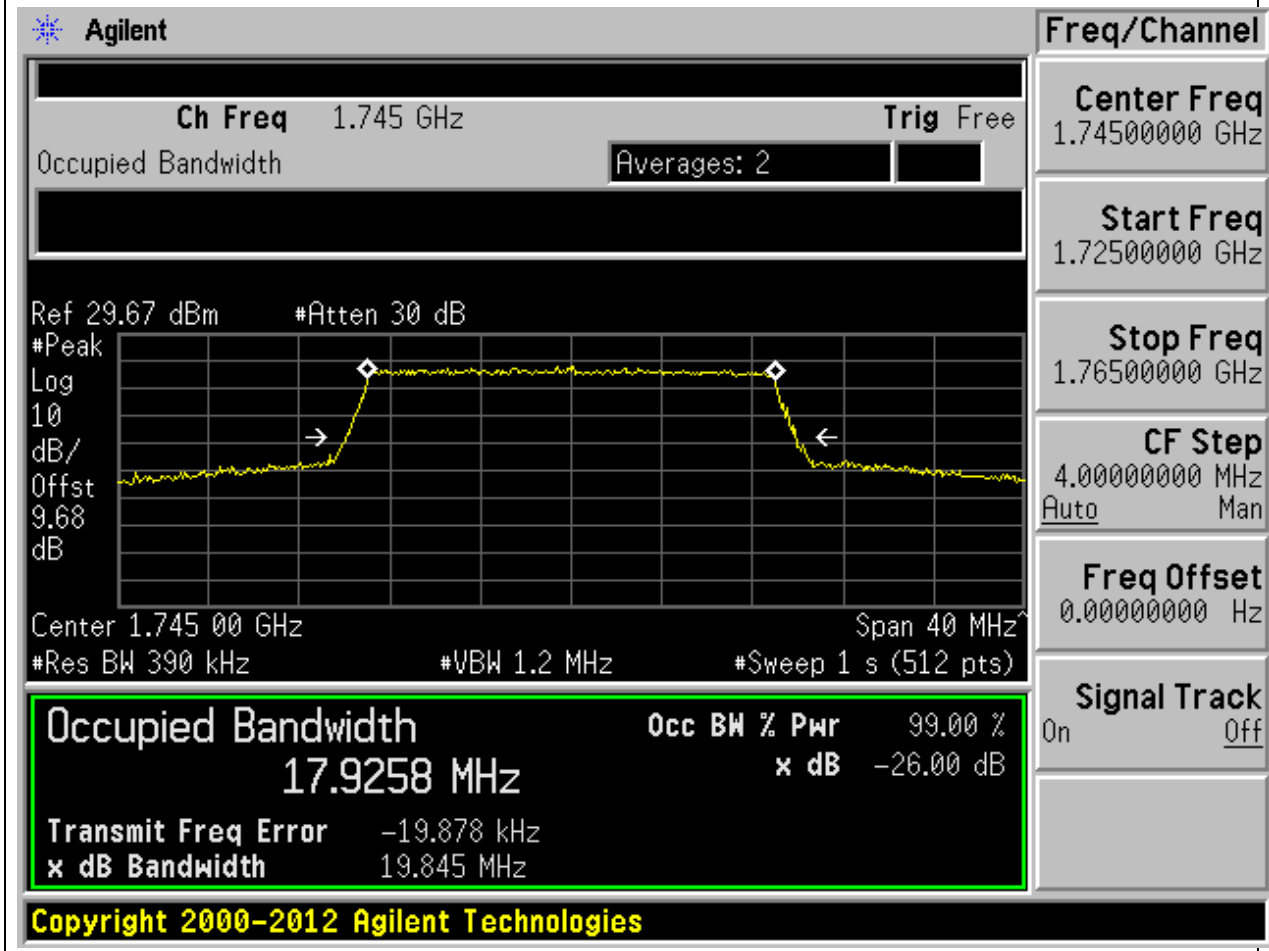 Agilent
Freq/Channel
Ch Freq 1.745 GHz Trig Free
Occupied Bandwidth Averages: 2
Ref 29.67 dBm #Atten 30 dB
#Peak
Log
10
dB/
Offst
9.68
dB
Center 1.745 00 GHz Span 40 MHz^
#Res BW 390 kHz #VBW 1.2 MHz #Sweep 1 s (512 pts)
Occupied Bandwidth
17.9258 MHz
Occ BW % Pwr 99.00 %
x dB -26.00 dB
Transmit Freq Error -19.878 kHz
x dB Bandwidth 19.845 MHz
Center Freq
1.74500000 GHz
Start Freq
1.72500000 GHz
Stop Freq
1.76500000 GHz
CF Step
4.00000000 MHz
Auto Man
Freq Offset
0.00000000 Hz
Signal Track
On Off
Copyright 2000-2012 Agilent Technologies